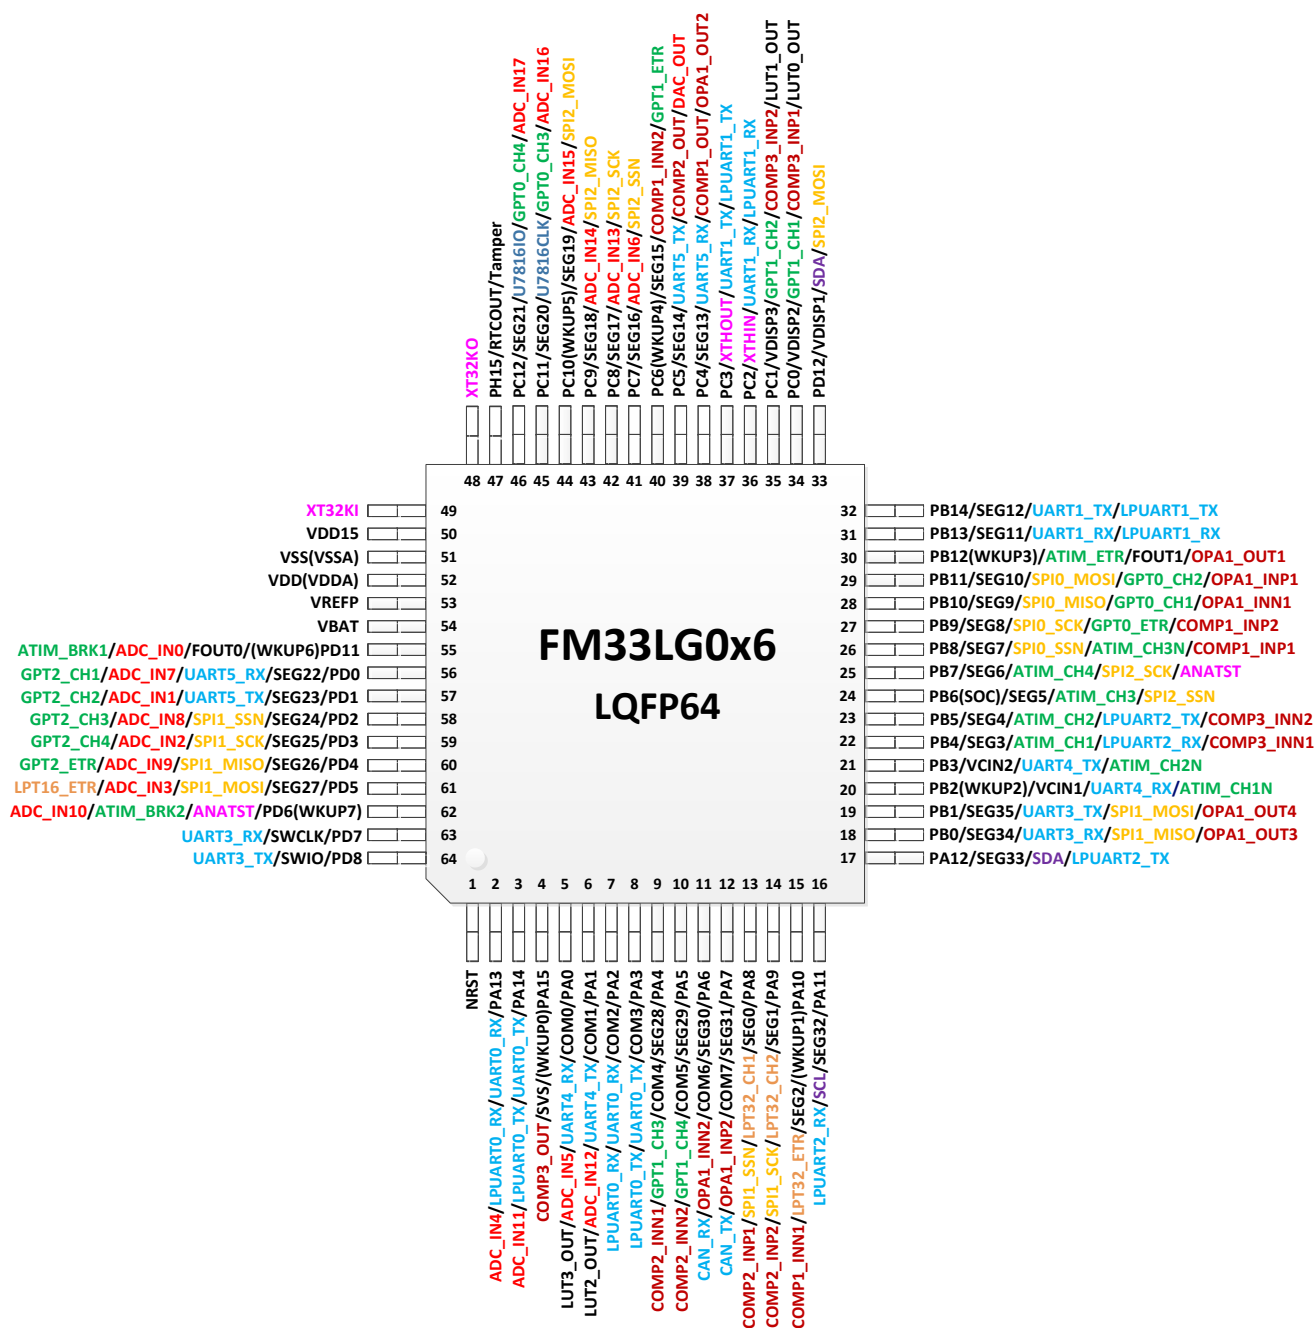 XT32KO
PH15/RTCOUT/Tamper
PC12/SEG21/U7816IO/GPT0_CH4/ADC_IN17
PC11/SEG20/U7816CLK/GPT0_CH3/ADC_IN16
PC10(WKUP5)/SEG19/ADC_IN15/SPI2_MOSI
PC9/SEG18/ADC_IN14/SPI2_MISO
PC8/SEG17/ADC_IN13/SPI2_SCK
PC7/SEG16/ADC_IN6/SPI2_SSN
PC6(WKUP4)/SEG15/COMP1_INN2/GPT1_ETR
PC5/SEG14/UART5_TX/COMP2_OUT/DAC_OUT
PC4/SEG13/UART5_RX/COMP1_OUT/OPA1_OUT2
PC3/XTHOUT/UART1_TX/LPUART1_TX
PC2/XTHIN/UART1_RX/LPUART1_RX
PC1/VDISP3/GPT1_CH2/COMP3_INP2/LUT1_OUT
PC0/VDISP2/GPT1_CH1/COMP3_INP1/LUT0_OUT
PD12/VDISP1/SDA/SPI2_MOSI
48 47 46 45 44 43 42 41 40 39 38 37 36 35 34 33
XT32KI 49
VDD15 50
VSS(VSSA) 51
VDD(VDDA) 52
VREFP 53
VBAT 54
ATIM_BRK1/ADC_IN0/FOUT0/(WKUP6)PD11 55
GPT2_CH1/ADC_IN7/UART5_RX/SEG22/PD0 56
GPT2_CH2/ADC_IN1/UART5_TX/SEG23/PD1 57
GPT2_CH3/ADC_IN8/SPI1_SSN/SEG24/PD2 58
GPT2_CH4/ADC_IN2/SPI1_SCK/SEG25/PD3 59
GPT2_ETR/ADC_IN9/SPI1_MISO/SEG26/PD4 60
LPT16_ETR/ADC_IN3/SPI1_MOSI/SEG27/PD5 61
ADC_IN10/ATIM_BRK2/ANATST/PD6(WKUP7) 62
UART3_RX/SWCLK/PD7 63
UART3_TX/SWIO/PD8 64
FM33LG0x6
LQFP64
32 PB14/SEG12/UART1_TX/LPUART1_TX
31 PB13/SEG11/UART1_RX/LPUART1_RX
30 PB12(WKUP3)/ATIM_ETR/FOUT1/OPA1_OUT1
29 PB11/SEG10/SPI0_MOSI/GPT0_CH2/OPA1_INP1
28 PB10/SEG9/SPI0_MISO/GPT0_CH1/OPA1_INN1
27 PB9/SEG8/SPI0_SCK/GPT0_ETR/COMP1_INP2
26 PB8/SEG7/SPI0_SSN/ATIM_CH3N/COMP1_INP1
25 PB7/SEG6/ATIM_CH4/SPI2_SCK/ANATST
24 PB6(SOC)/SEG5/ATIM_CH3/SPI2_SSN
23 PB5/SEG4/ATIM_CH2/LPUART2_TX/COMP3_INN2
22 PB4/SEG3/ATIM_CH1/LPUART2_RX/COMP3_INN1
21 PB3/VCIN2/UART4_TX/ATIM_CH2N
20 PB2(WKUP2)/VCIN1/UART4_RX/ATIM_CH1N
19 PB1/SEG35/UART3_TX/SPI1_MOSI/OPA1_OUT4
18 PB0/SEG34/UART3_RX/SPI1_MISO/OPA1_OUT3
17 PA12/SEG33/SDA/LPUART2_TX
1 2 3 4 5 6 7 8 9 10 11 12 13 14 15 16
NRST
ADC_IN4/LPUART0_RX/UART0_RX/PA13
ADC_IN11/LPUART0_TX/UART0_TX/PA14
COMP3_OUT/SVS/(WKUP0)PA15
LUT3_OUT/ADC_IN5/UART4_RX/COM0/PA0
LUT2_OUT/ADC_IN12/UART4_TX/COM1/PA1
LPUART0_RX/UART0_RX/COM2/PA2
LPUART0_TX/UART0_TX/COM3/PA3
COMP2_INN1/GPT1_CH3/COM4/SEG28/PA4
COMP2_INN2/GPT1_CH4/COM5/SEG29/PA5
CAN_RX/OPA1_INN2/COM6/SEG30/PA6
CAN_TX/OPA1_INP2/COM7/SEG31/PA7
COMP2_INP1/SPI1_SSN/LPT32_CH1/SEG0/PA8
COMP2_INP2/SPI1_SCK/LPT32_CH2/SEG1/PA9
COMP1_INN1/LPT32_ETR/SEG2/(WKUP1)PA10
LPUART2_RX/SCL/SEG32/PA11